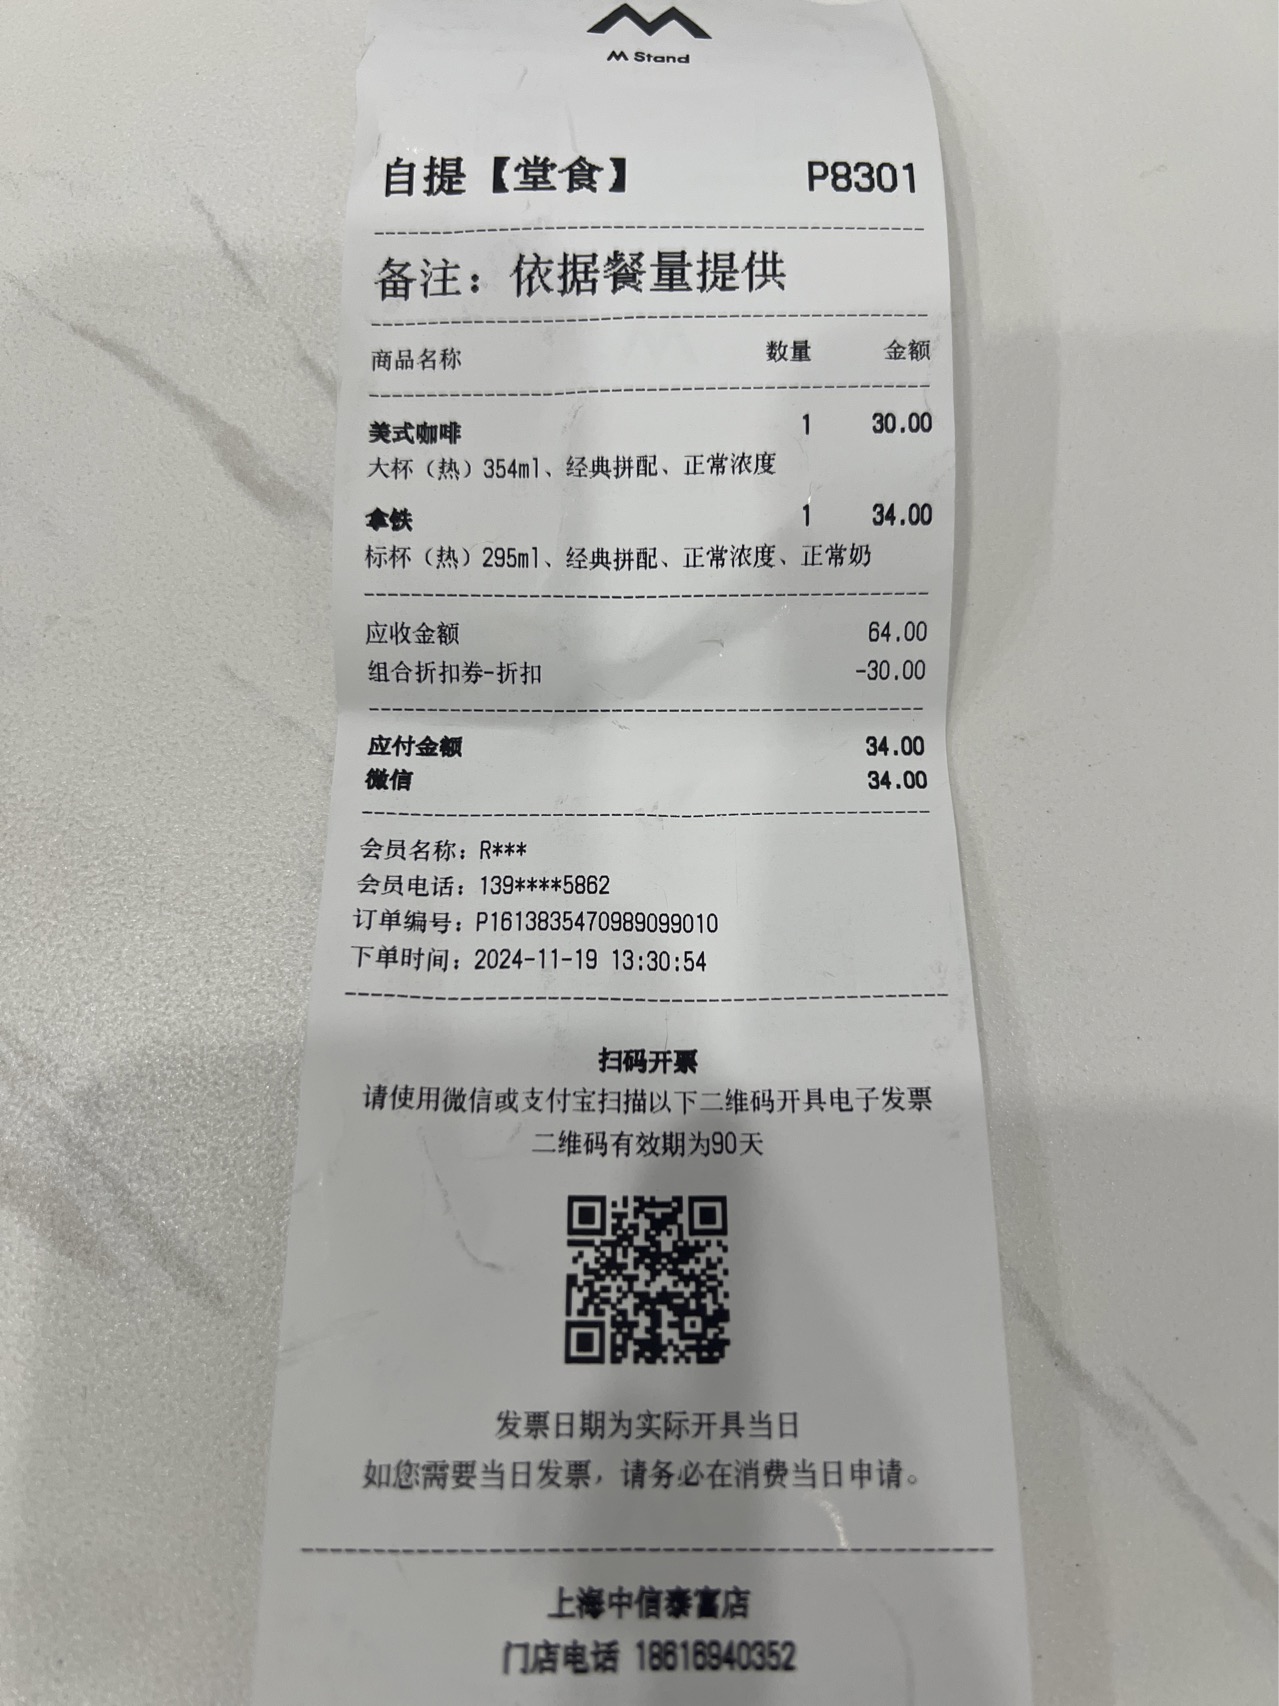 M Stand
自提【堂食】 P8301
备注：依据餐量提供
商品名称 数量 金额
美式咖啡 1 30.00
大杯（热）354ml、经典拼配、正常浓度
拿铁 1 34.00
标杯（热）295ml、经典拼配、正常浓度、正常奶
应收金额 64.00
组合折扣券-折扣 -30.00
应付金额 34.00
微信 34.00
会员名称：R***
会员电话：139****5862
订单编号：P1613835470989099010
下单时间：2024-11-19 13:30:54
扫码开票
请使用微信或支付宝扫描以下二维码开具电子发票
二维码有效期为90天
发票日期为实际开具当日
如您需要当日发票，请务必在消费当日申请。
上海中信泰富店
门店电话 18616940352